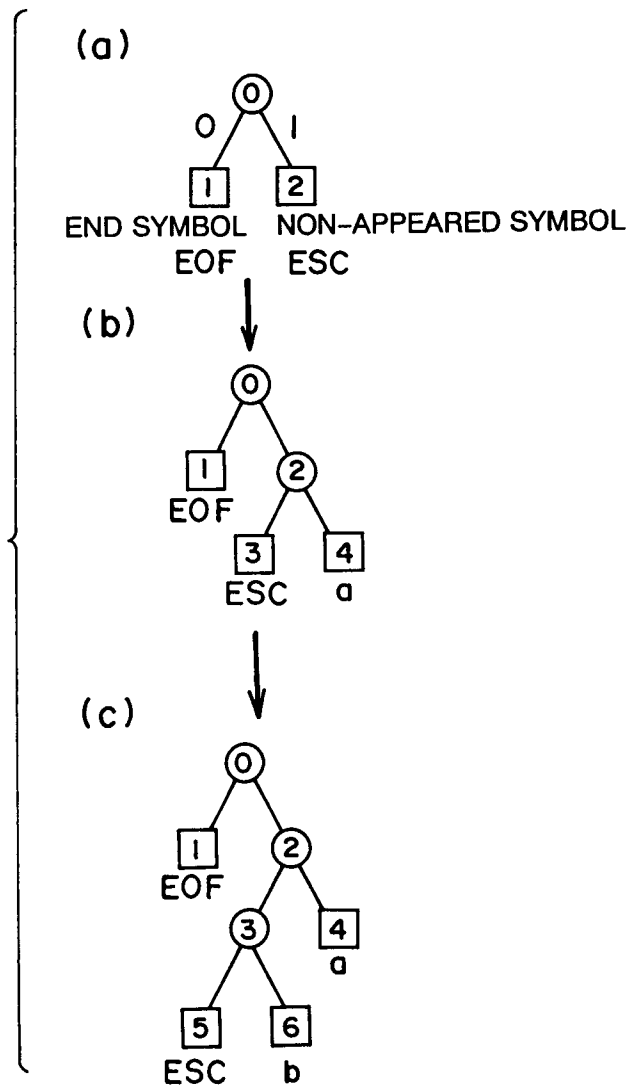 (a)
0
0 1
1 2
END SYMBOL NON-APPEARED SYMBOL
EOF ESC
(b)
0
1 2
EOF
3 4
ESC a
(c)
0
1 2
EOF
3 4
a
5 6
ESC b